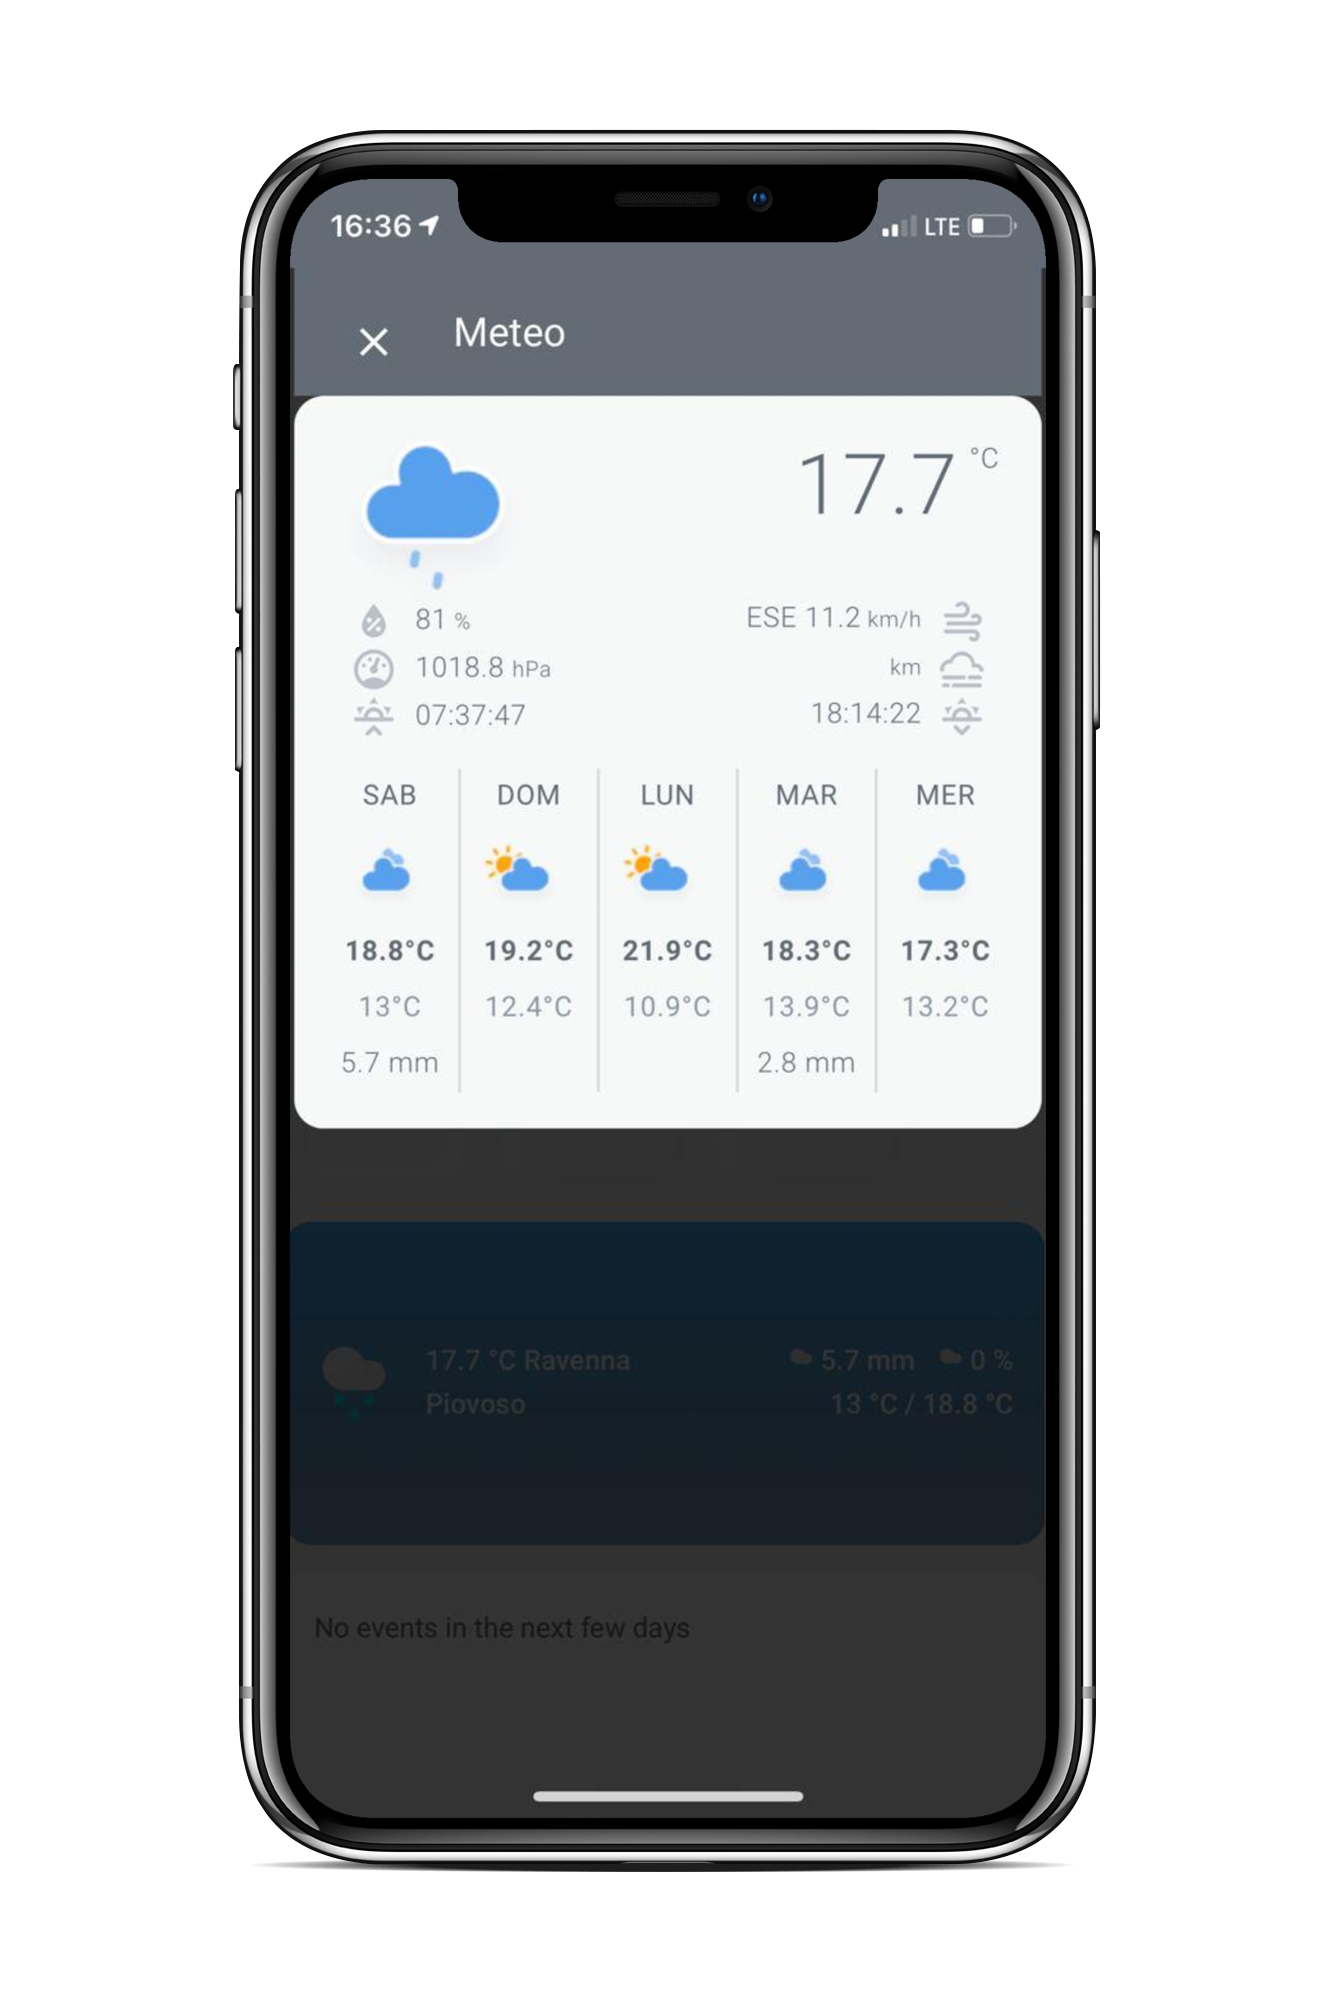 16:36 LTE
Meteo
17.7 °C
81 % ESE 11.2 km/h
1018.8 hPa km
07:37:47 18:14:22
SAB DOM LUN MAR MER
18.8°C 19.2°C 21.9°C 18.3°C 17.3°C
13°C 12.4°C 10.9°C 13.9°C 13.2°C
5.7 mm 2.8 mm
17.7 °C Ravenna 5.7 mm 0 %
Piovoso 13 °C / 18.8 °C
No events in the next few days